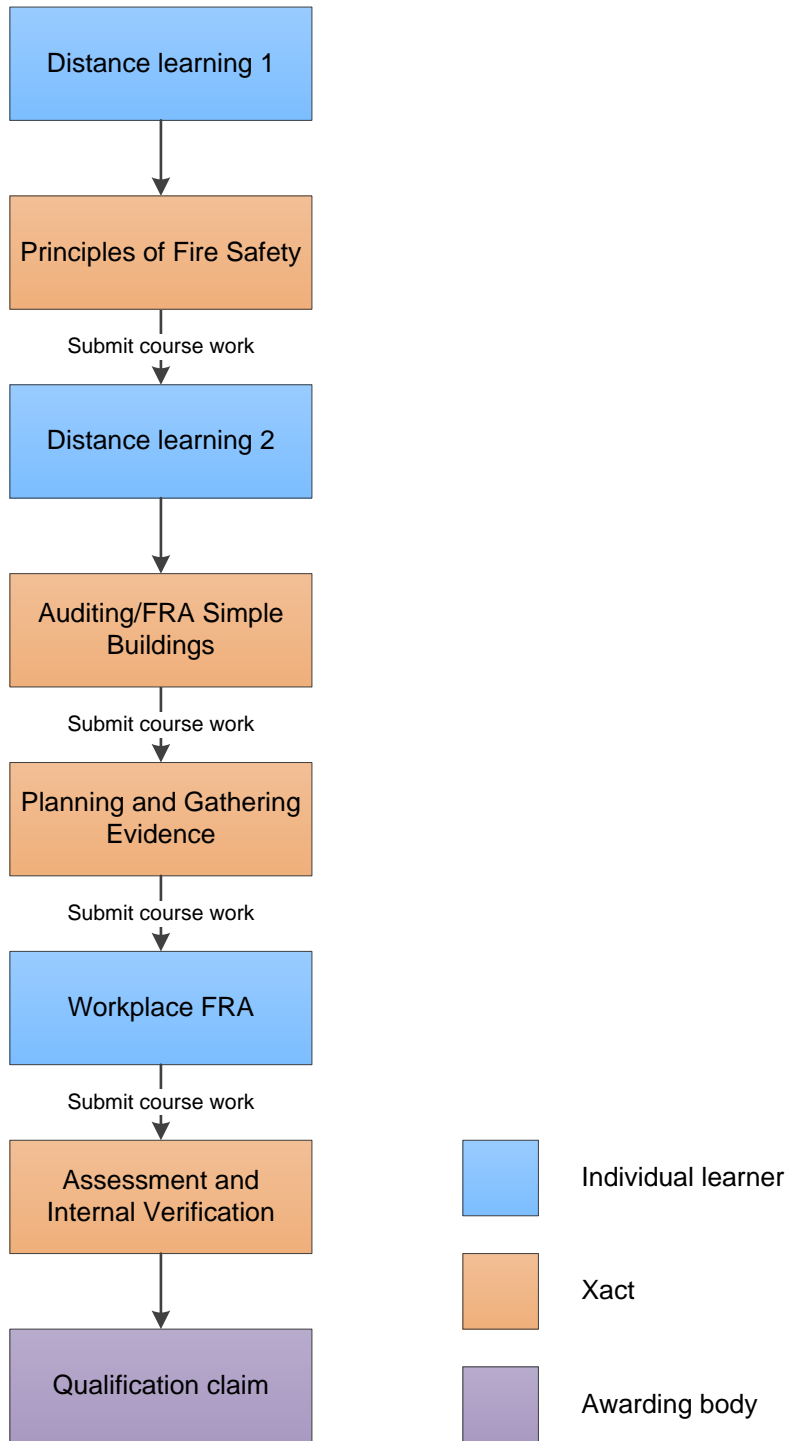 Distance learning 1
Principles of Fire Safety
Submit course work
Distance learning 2
Auditing/FRA Simple
Buildings
Submit course work
Planning and Gathering
Evidence
Submit course work
Workplace FRA
Submit course work
Assessment and
Internal Verification
Qualification claim
Individual learner
Xact
Awarding body